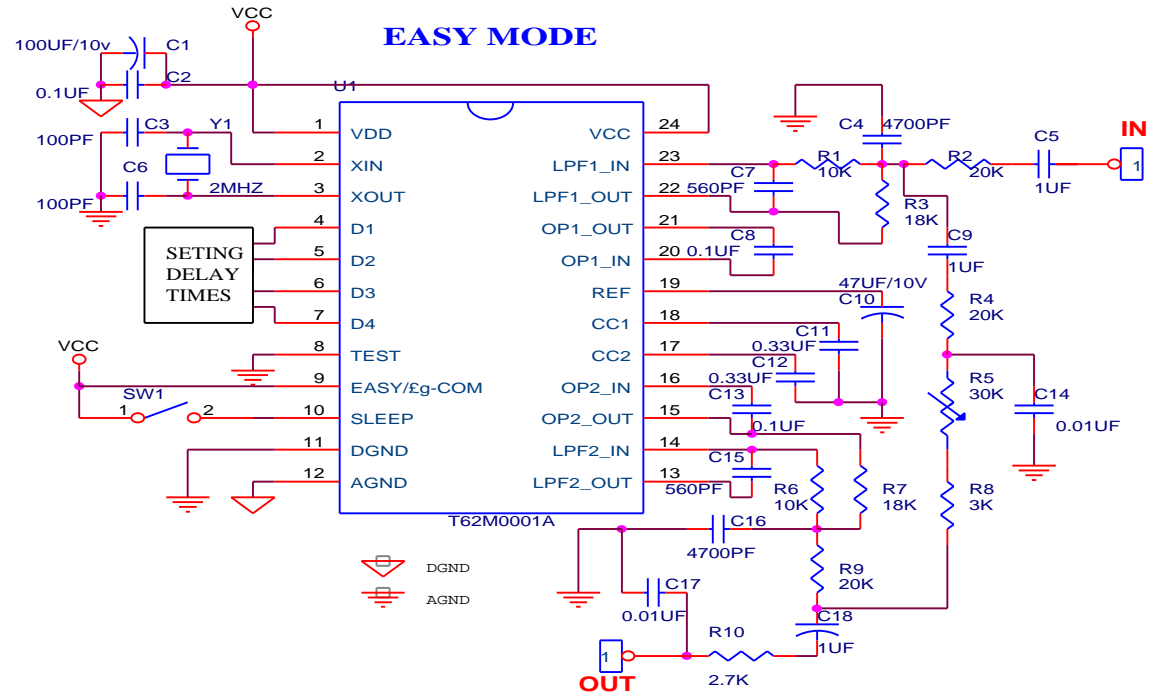 EASY MODE
VCC
100UF/10v
C1
C2
0.1UF
C3
Y1
100PF
C6
2MHZ
100PF
U1
1 VDD
2 XIN
3 XOUT
4 D1
5 D2
6 D3
7 D4
8 TEST
9 EASY/£g-COM
10 SLEEP
11 DGND
12 AGND
VCC 24
LPF1_IN 23
LPF1_OUT 22
OP1_OUT 21
OP1_IN 20
REF 19
CC1 18
CC2 17
OP2_IN 16
OP2_OUT 15
LPF2_IN 14
LPF2_OUT 13
T62M0001A
SETING
DELAY
TIMES
VCC
SW1
1 2
C4
4700PF
C5
1UF
IN
1
R1
10K
R2
20K
C7
560PF
R3
18K
C8
0.1UF
C9
1UF
47UF/10V
C10
R4
20K
C11
0.33UF
C12
0.33UF
R5
30K
C13
0.1UF
C14
0.01UF
C15
560PF
R6
10K
R7
18K
R8
3K
C16
4700PF
R9
20K
C17
0.01UF
C18
1UF
R10
2.7K
1
OUT
DGND
AGND